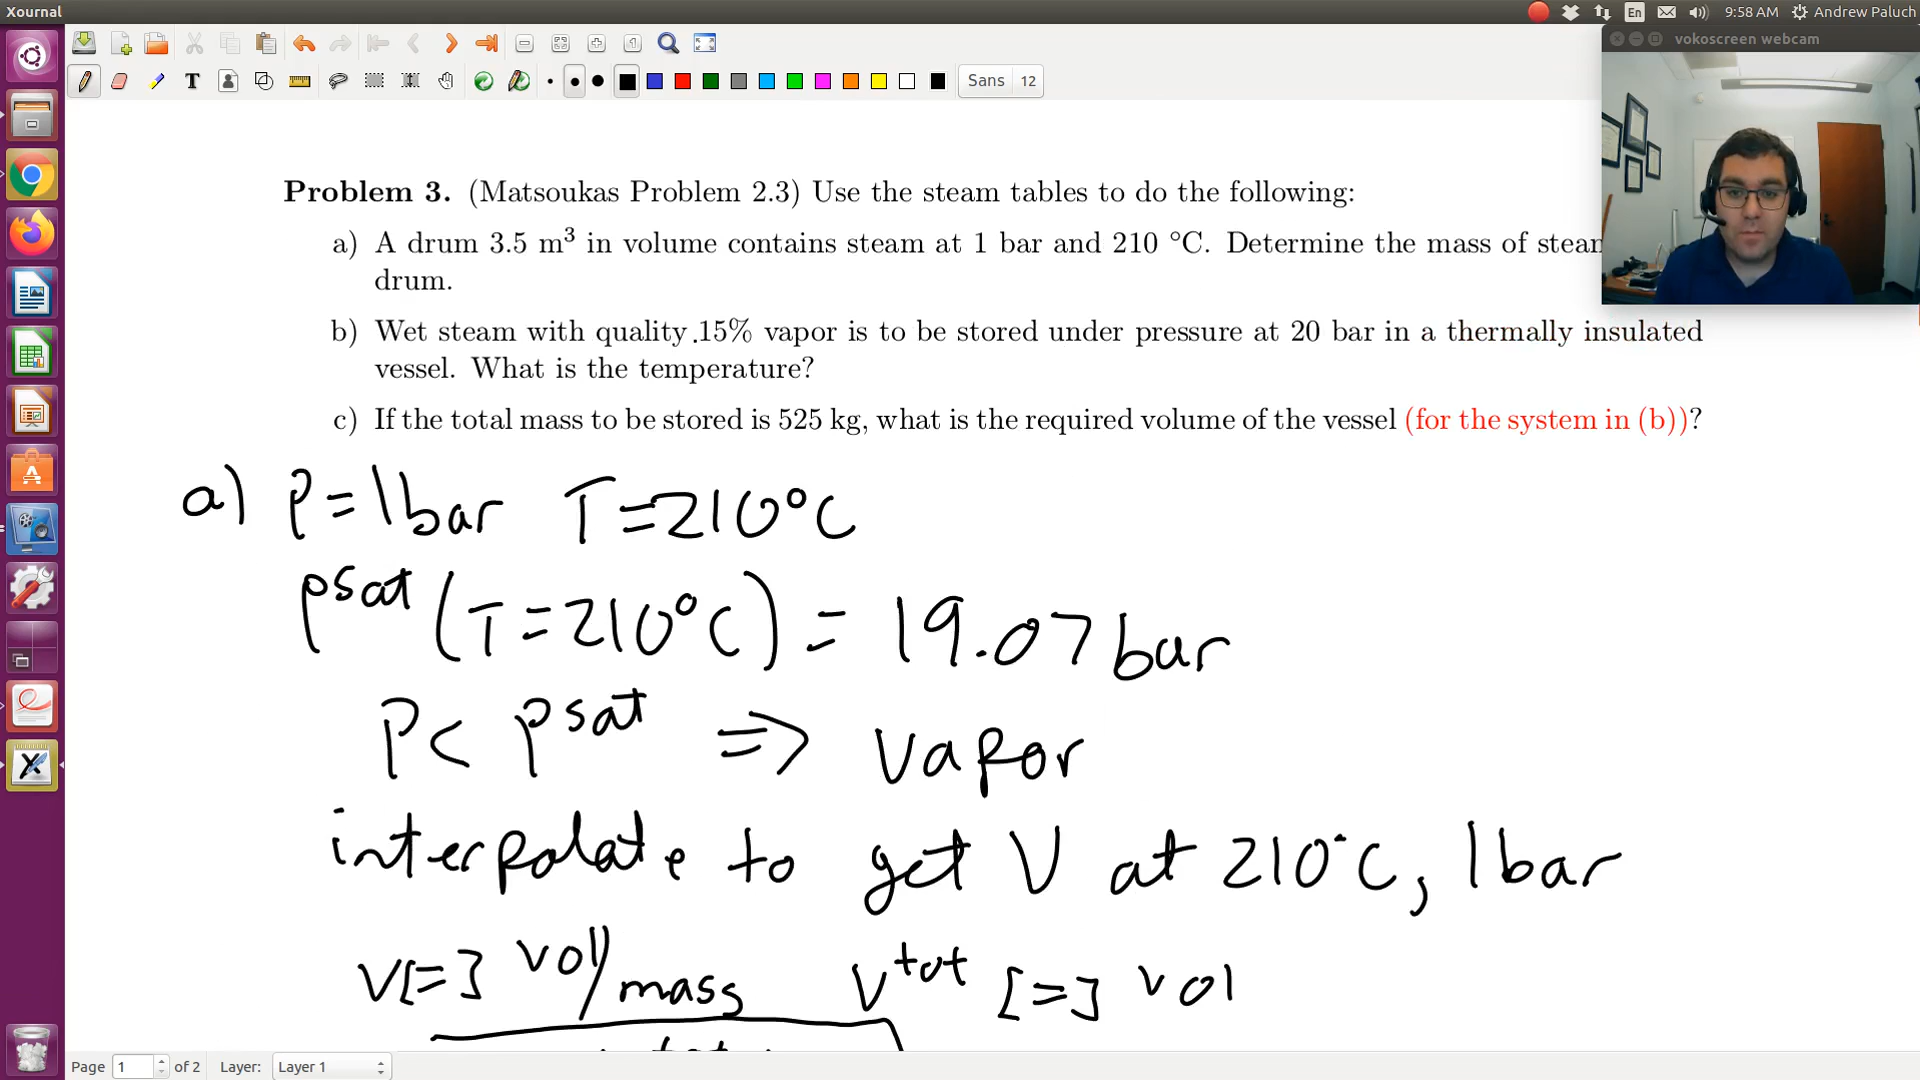 Xournal
En
9:58 AM
Andrew Paluch
vokoscreen webcam
Sans 12
Problem 3. (Matsoukas Problem 2.3) Use the steam tables to do the following:
a) A drum 3.5 m³ in volume contains steam at 1 bar and 210 °C. Determine the mass of
drum.
b) Wet steam with quality 15% vapor is to be stored under pressure at 20 bar in a thermally insulated
vessel. What is the temperature?
c) If the total mass to be stored is 525 kg, what is the required volume of the vessel (for the system in (b))?
a) P=1bar T=210°C
Psat (T=210°C) = 19.07 bar
P< Psat => vapor
interpolate to get V at 210°C, 1bar
V[=] vol/mass Vtot [=] vol
Page 1 of 2 Layer: Layer 1